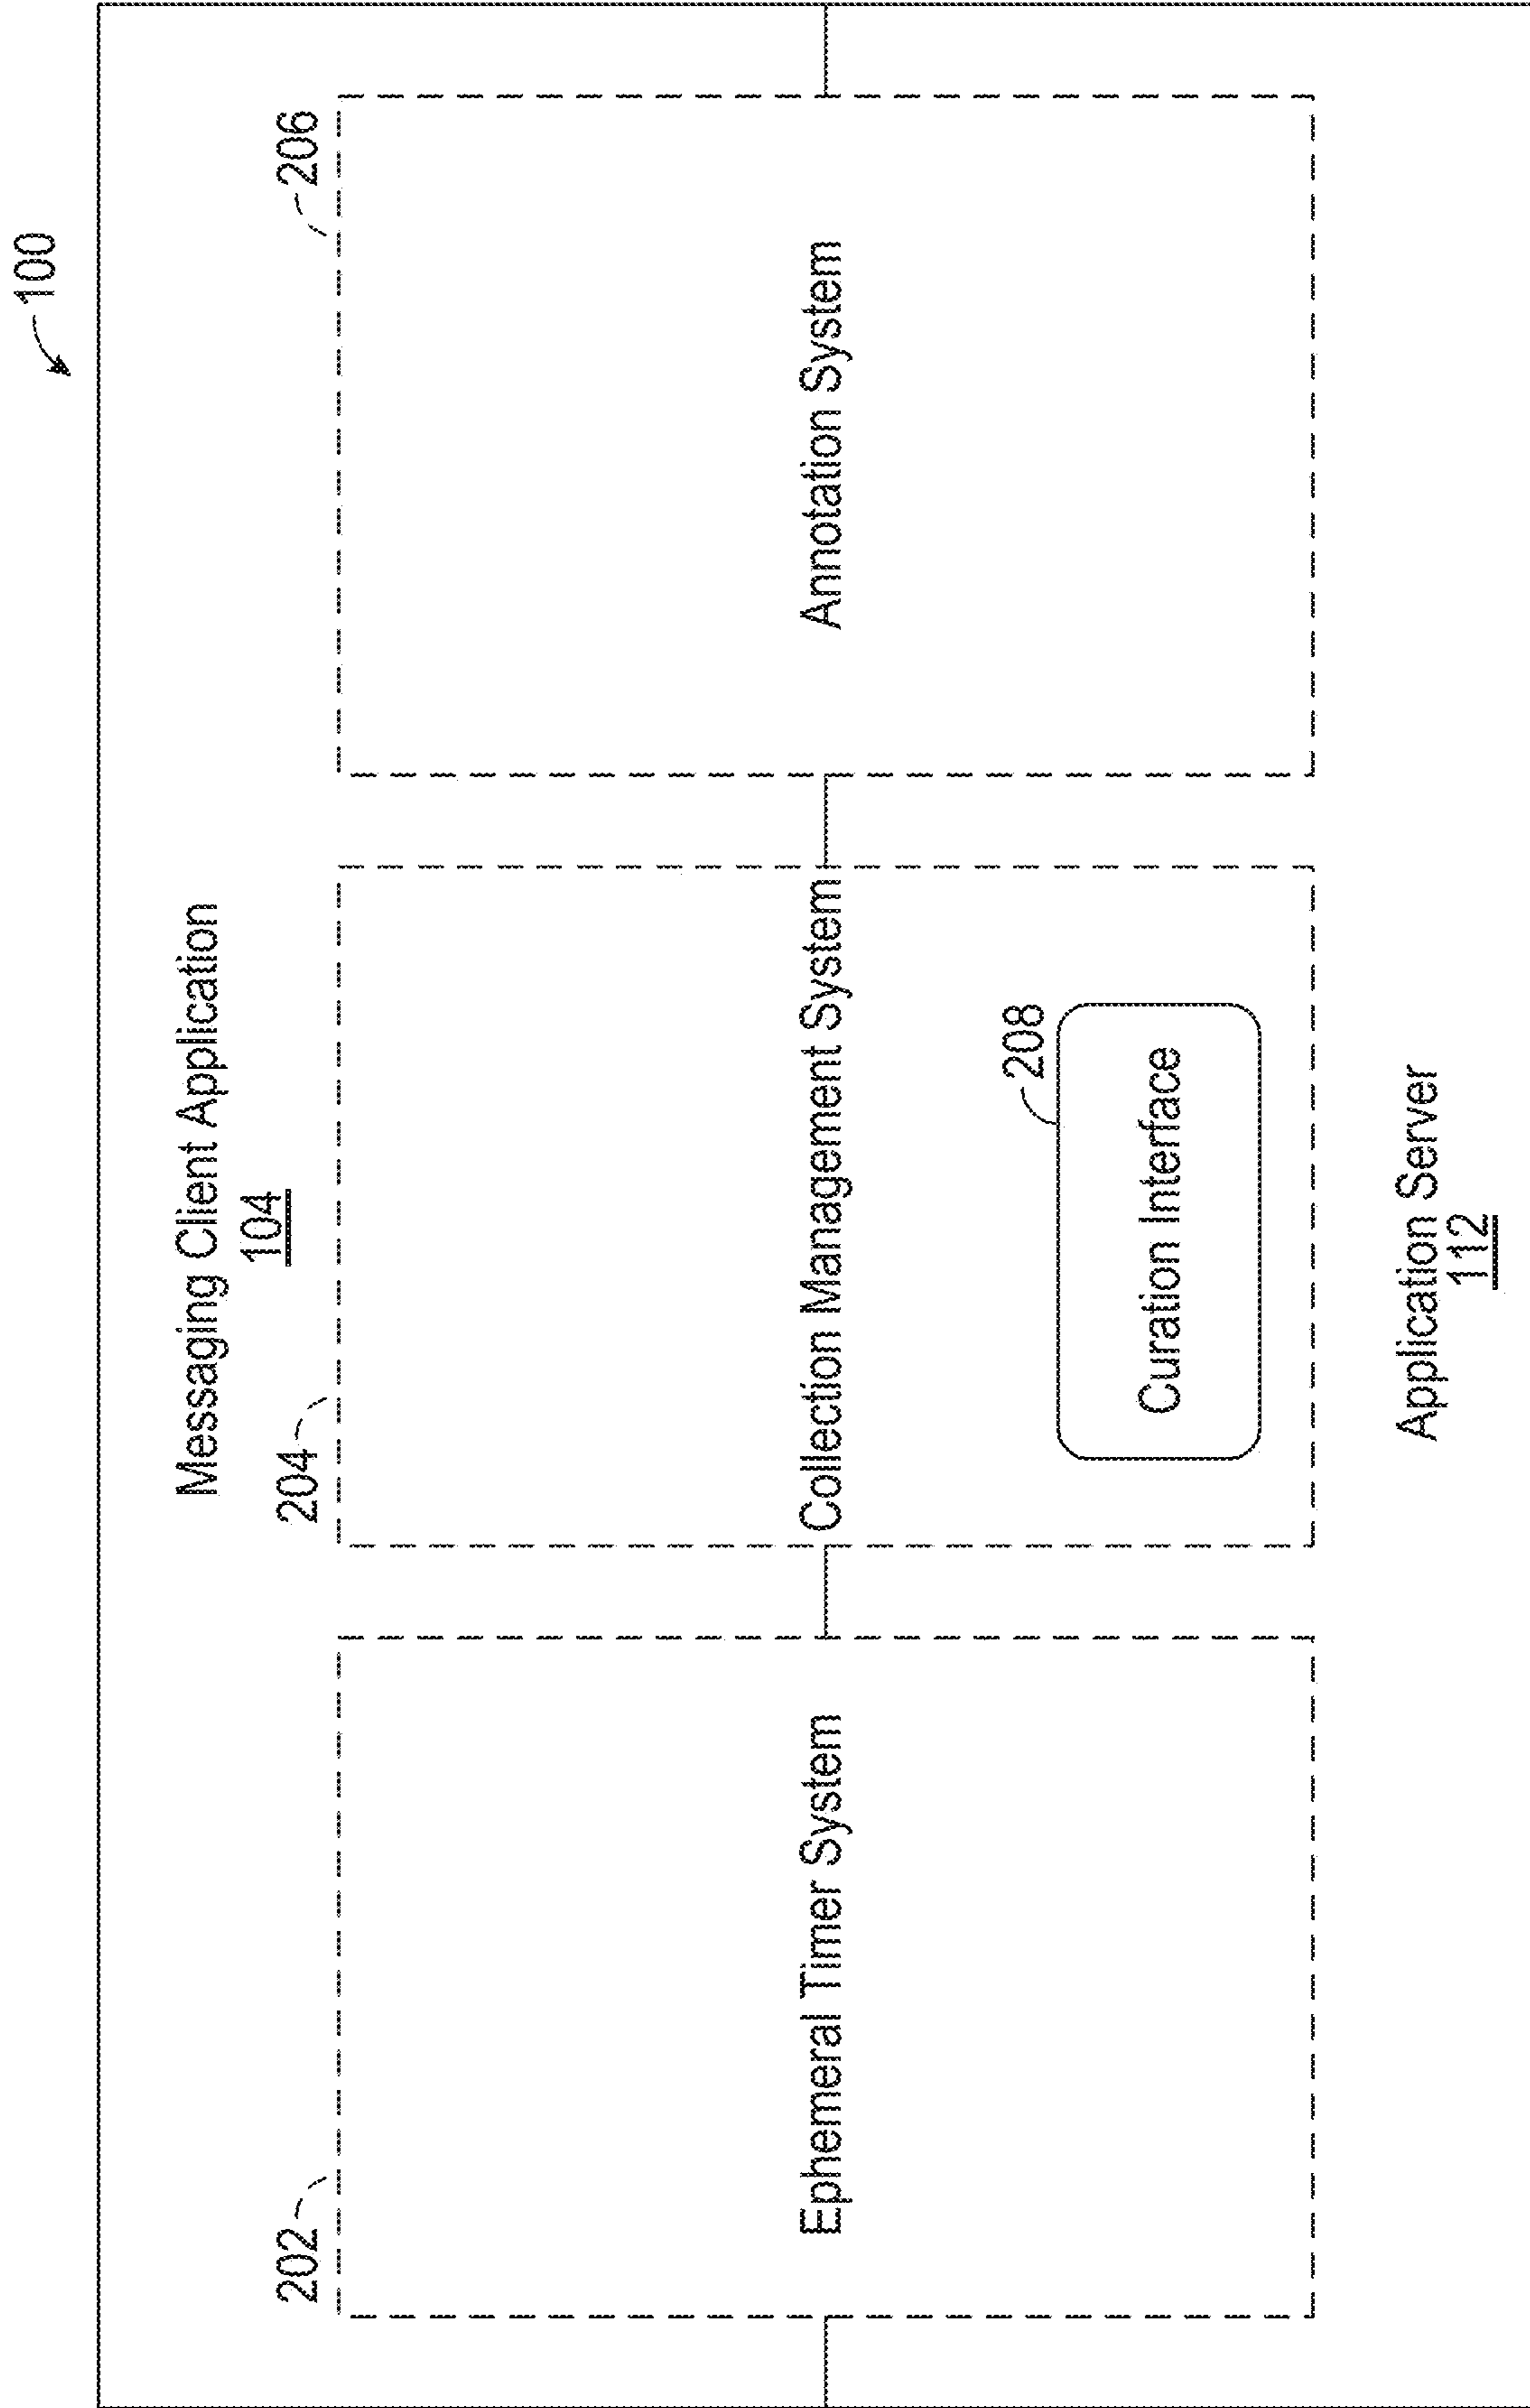 100
Messaging Client Application
104
202
204
206
Ephemeral Timer System
Collection Management System
Annotation System
208
Curation Interface
Application Server
112